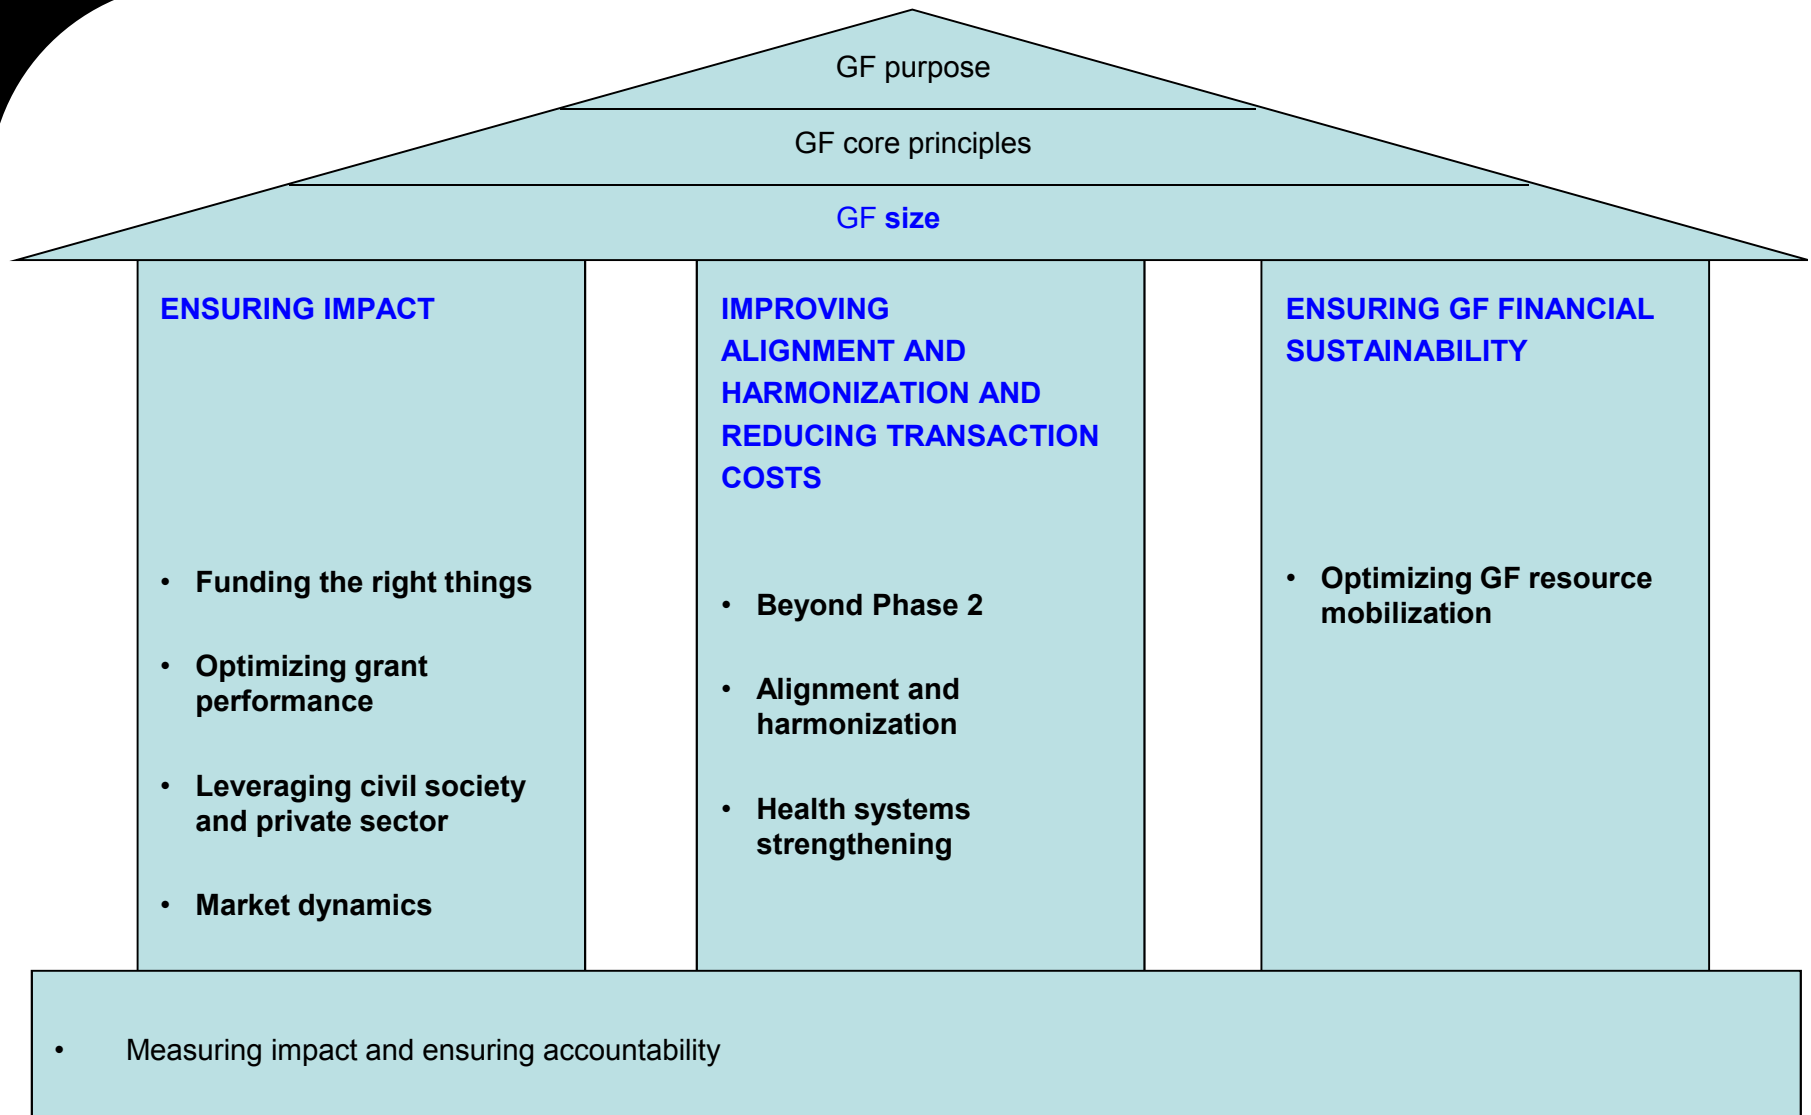 GF purpose
GF core principles
GF size
ENSURING IMPACT
• Funding the right things
• Optimizing grant
performance
• Leveraging civil society
and private sector
• Market dynamics
IMPROVING
ALIGNMENT AND
HARMONIZATION AND
REDUCING TRANSACTION
COSTS
• Beyond Phase 2
• Alignment and
harmonization
• Health systems
strengthening
ENSURING GF FINANCIAL
SUSTAINABILITY
• Optimizing GF resource
mobilization
• Measuring impact and ensuring accountability